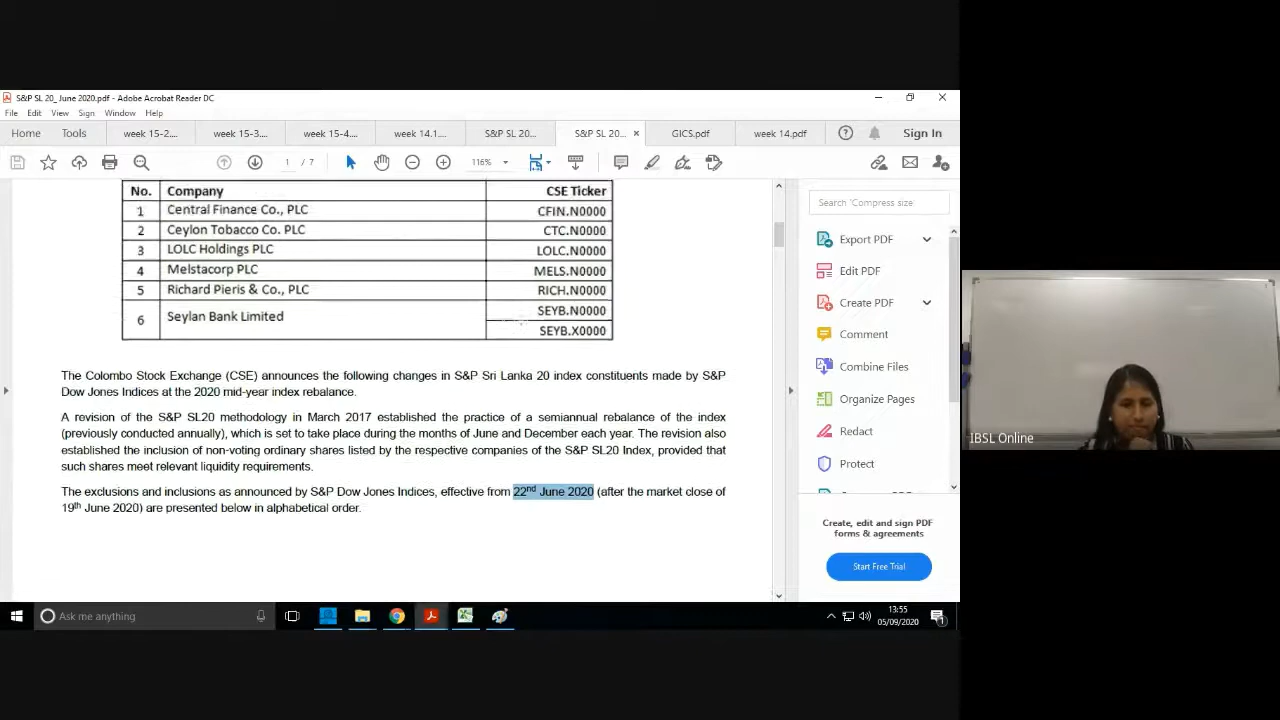 S&P SL 20_ June 2020.pdf - Adobe Acrobat Reader DC
File Edit View Sign Window Help
Home Tools week 15-2.... week 15-3.... week 15-4.... week 14.1.... S&P SL 20... S&P SL 20... × GICS.pdf week 14.pdf Sign In
1 / 7 116%
No. Company CSE Ticker
1 Central Finance Co., PLC CFIN.N0000
2 Ceylon Tobacco Co. PLC CTC.N0000
3 LOLC Holdings PLC LOLC.N0000
4 Melstacorp PLC MELS.N0000
5 Richard Pieris & Co., PLC RICH.N0000
6 Seylan Bank Limited SEYB.N0000
SEYB.X0000
The Colombo Stock Exchange (CSE) announces the following changes in S&P Sri Lanka 20 index constituents made by S&P
Dow Jones Indices at the 2020 mid-year index rebalance.
A revision of the S&P SL20 methodology in March 2017 established the practice of a semiannual rebalance of the index
(previously conducted annually), which is set to take place during the months of June and December each year. The revision also
established the inclusion of non-voting ordinary shares listed by the respective companies of the S&P SL20 Index, provided that
such shares meet relevant liquidity requirements.
The exclusions and inclusions as announced by S&P Dow Jones Indices, effective from 22nd June 2020 (after the market close of
19th June 2020) are presented below in alphabetical order.
Search "Compress size'
Export PDF
Edit PDF
Create PDF
Comment
Combine Files
Organize Pages
Redact
Protect
Create, edit and sign PDF
forms & agreements
Start Free Trial
Ask me anything
13:55
05/09/2020
1
IBSL Online